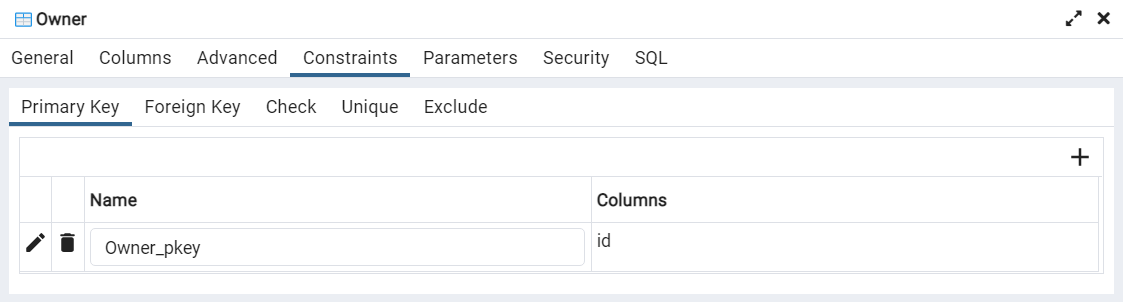 Owner
General Columns Advanced Constraints Parameters Security SQL
Primary Key Foreign Key Check Unique Exclude
Name Columns
Owner_pkey id